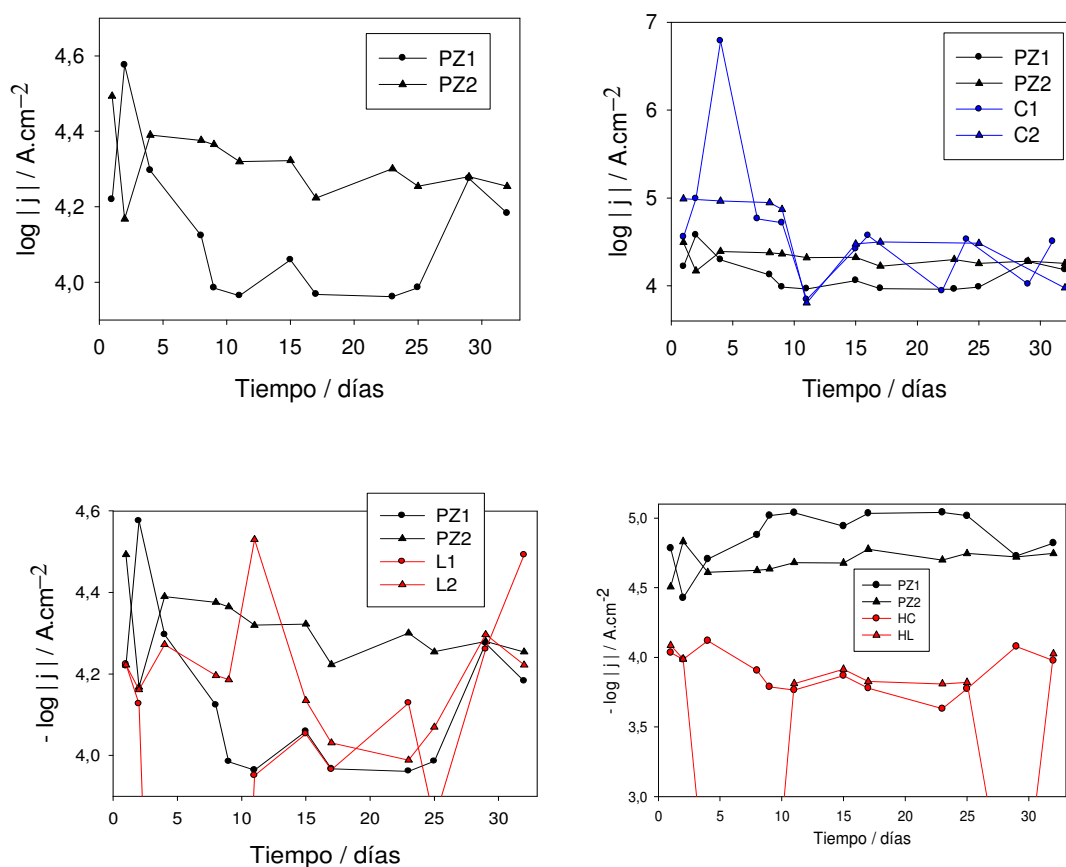 log | j | / A.cm−2
4,6
4,4
4,2
4,0
PZ1
PZ2
0 5 10 15 20 25 30
Tiempo / días
log | j | / A.cm−2
7
6
5
4
PZ1
PZ2
C1
C2
0 5 10 15 20 25 30
Tiempo / días
- log | j | / A.cm−2
4,6
4,4
4,2
4,0
PZ1
PZ2
L1
L2
0 5 10 15 20 25 30
Tiempo / días
- log | j | / A.cm-2
5.0
4,5
4.0
3.5
3.0
PZ1
PZ2
HC
HL
0 5 10 15 20 25 30
Tiempo / días